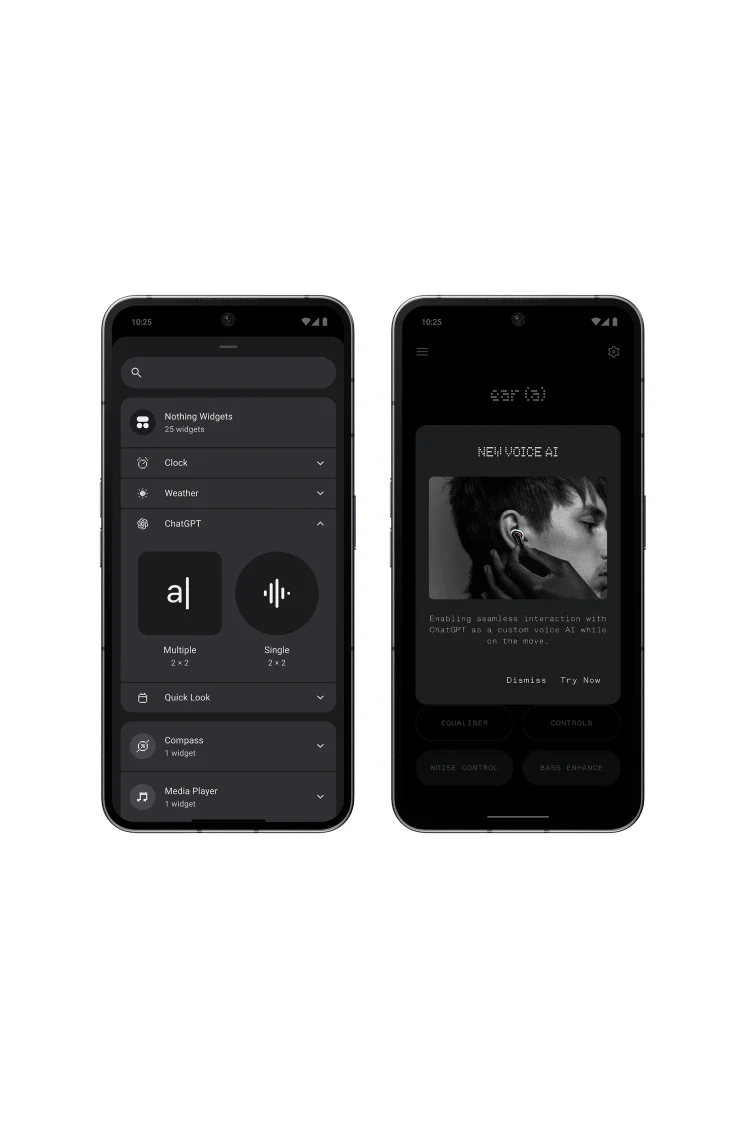 10:25
Nothing Widgets
25 widgets
Clock
Weather
ChatGPT
a
Multiple
2 × 2
Single
2 × 2
Quick Look
Compass
1 widget
Media Player
1 widget
10:25
ear (a)
NEW VOICE AI
Enabling seamless interaction with
ChatGPT as a custom voice AI while
on the move.
Dismiss Try Now
EQUALISER CONTROLS
NOISE CONTROL BASS ENHANCE